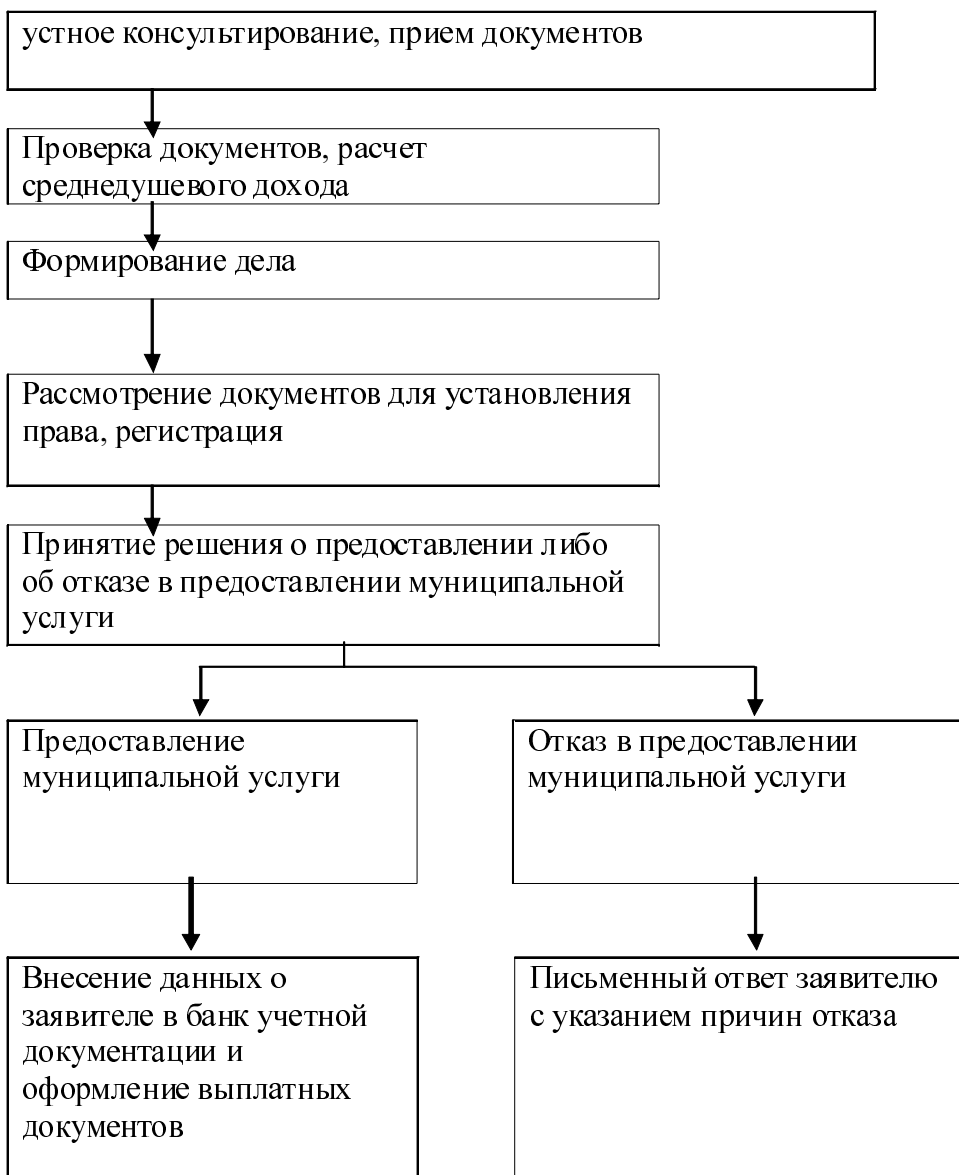 устное консультирование, прием документов
Проверка документов, расчет
среднедушевого дохода
Формирование дела
Рассмотрение документов для установления
права, регистрация
Принятие решения о предоставлении либо
об отказе в предоставлении муниципальной
услуги
Предоставление
муниципальной услуги
Отказ в предоставлении
муниципальной услуги
Внесение данных о
заявителе в банк учетной
документации и
оформление выплатных
документов
Письменный ответ заявителю
с указанием причин отказа